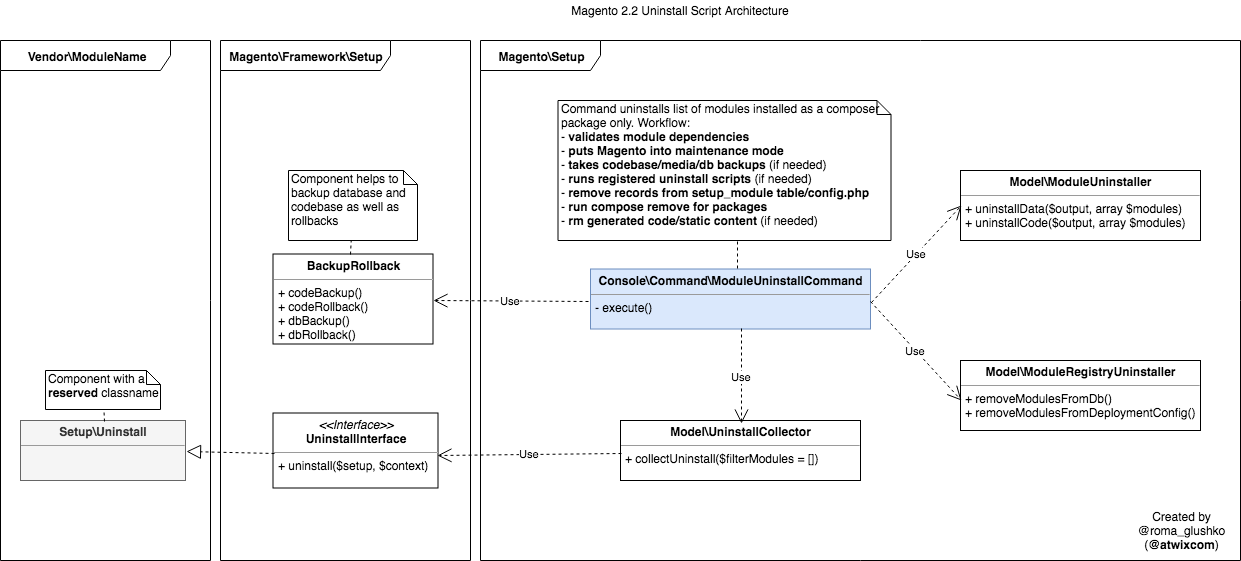 Magento 2.2 Uninstall Script Architecture
Vendor\ModuleName
Magento\Framework\Setup
Magento\Setup
Command uninstalls list of modules installed as a composer
package only. Workflow:
- validates module dependencies
- puts Magento into maintenance mode
- takes codebase/media/db backups (if needed)
- runs registered uninstall scripts (if needed)
- remove records from setup_module table/config.php
- run compose remove for packages
- rm generated code/static content (if needed)
Component helps to
backup database and
codebase as well as
rollbacks
Model\ModuleUninstaller
+ uninstallData($output, array $modules)
+ uninstallCode($output, array $modules)
Use
BackupRollback
+ codeBackup()
+ codeRollback()
+ dbBackup()
+ dbRollback()
Use
Console\Command\ModuleUninstallCommand
- execute()
Use
Use
Model\ModuleRegistryUninstaller
+ removeModulesFromDb()
+ removeModulesFromDeploymentConfig()
Component with a
reserved classname
Setup\Uninstall
<<Interface>>
UninstallInterface
+ uninstall($setup, $context)
Use
Model\UninstallCollector
+ collectUninstall($filterModules = [])
Created by
@roma_glushko
(@atwixcom)